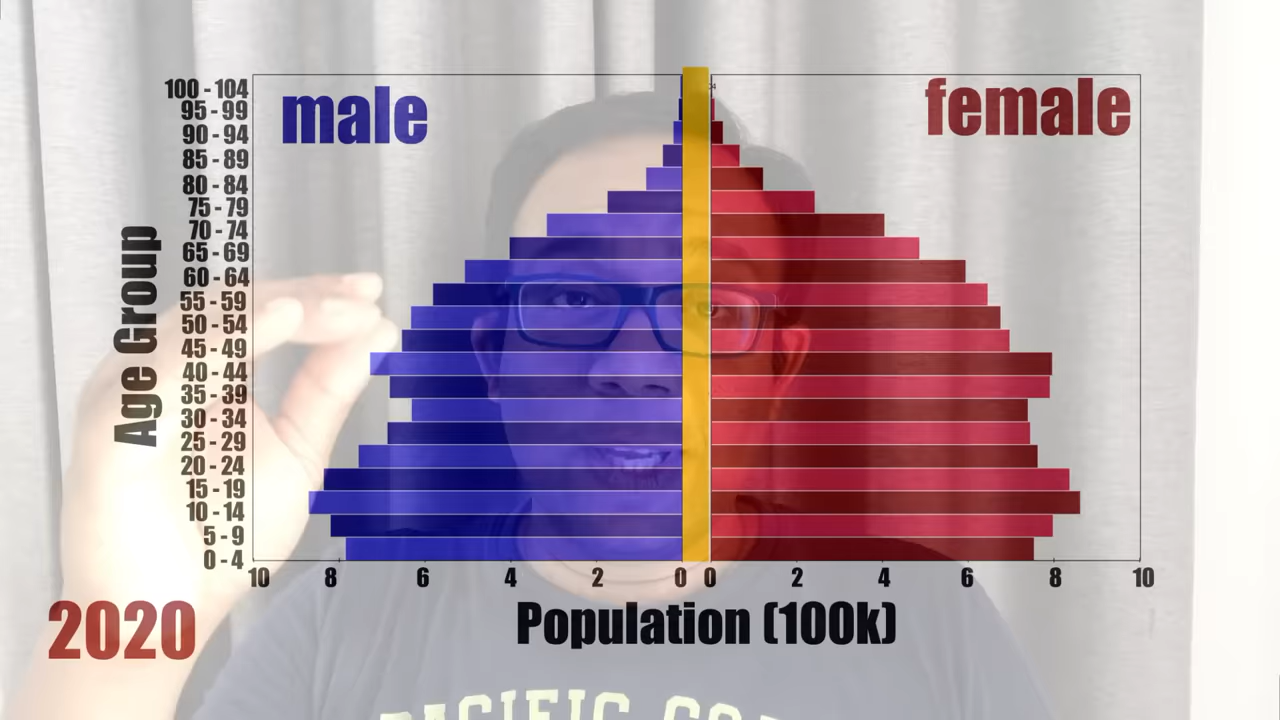 male
female
100 - 104
95 - 99
90 - 94
85 - 89
80 - 84
75 - 79
70 - 74
65 - 69
60 - 64
55 - 59
50 - 54
45 - 49
40 - 44
35 - 39
30 - 34
25 - 29
20 - 24
15 - 19
10 - 14
5 - 9
0 - 4
Age Group
10 8 6 4 2 0 0 2 4 6 8 10
Population (100k)
2020
PACIFIC